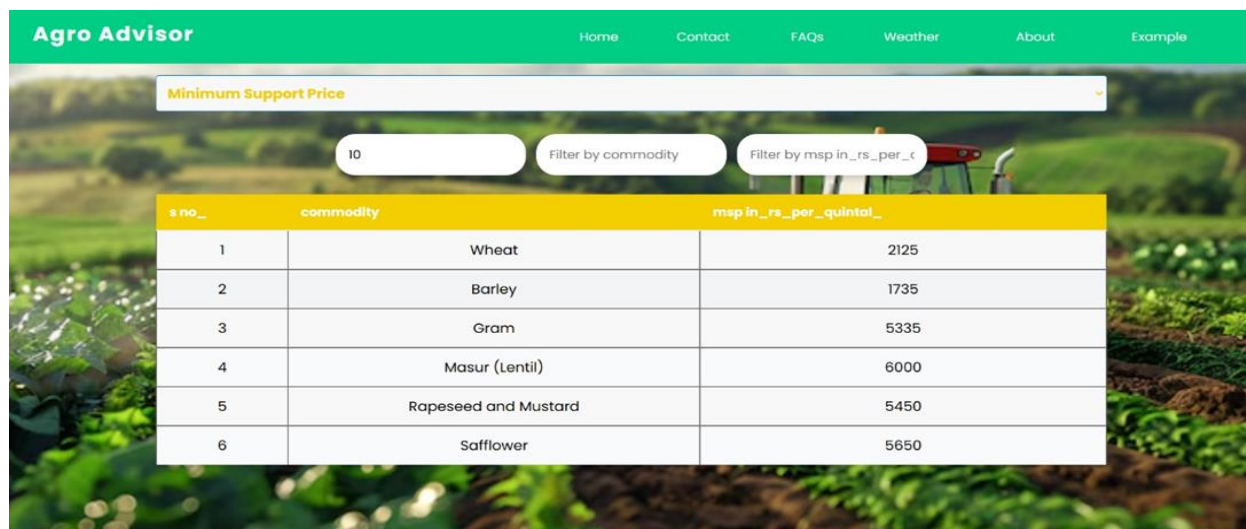 Agro Advisor Home Contact FAQs Weather About Example
Minimum Support Price
10 Filter by commodity Filter by msp in_rs_per_c
s no_ commodity msp in_rs_per_quintal_
1 Wheat 2125
2 Barley 1735
3 Gram 5335
4 Masur (Lentil) 6000
5 Rapeseed and Mustard 5450
6 Safflower 5650